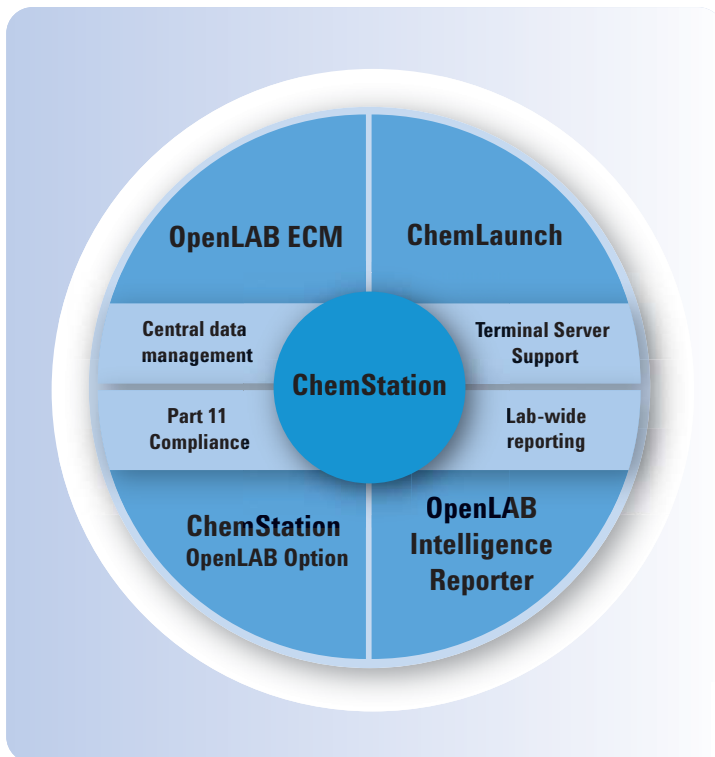 OpenLAB ECM
ChemLaunch
Central data
management
Terminal Server
Support
ChemStation
Part 11
Compliance
Lab-wide
reporting
ChemStation
OpenLAB Option
OpenLAB
Intelligence
Reporter